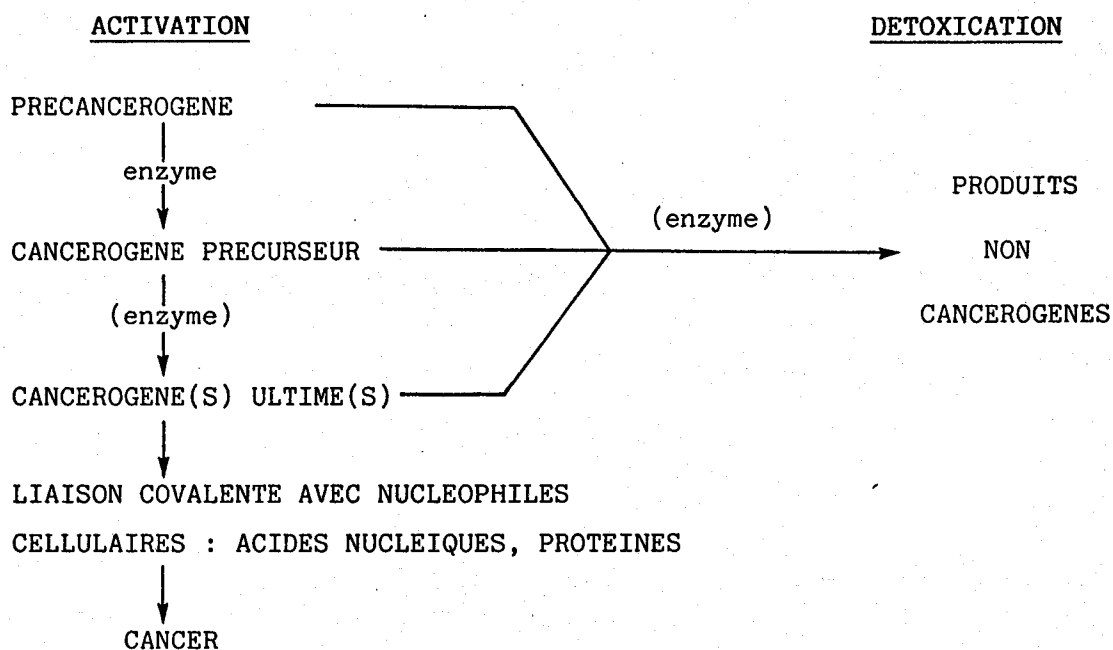 ACTIVATION
DETOXICATION
PRECANCEROGENE
enzyme
CANCEROGENE PRECURSEUR
(enzyme)
CANCEROGENE(S) ULTIME(S)
LIAISON COVALENTE AVEC NUCLEOPHILES
CELLULAIRES : ACIDES NUCLEIQUES, PROTEINES
CANCER
(enzyme)
PRODUITS
NON
CANCEROGENES